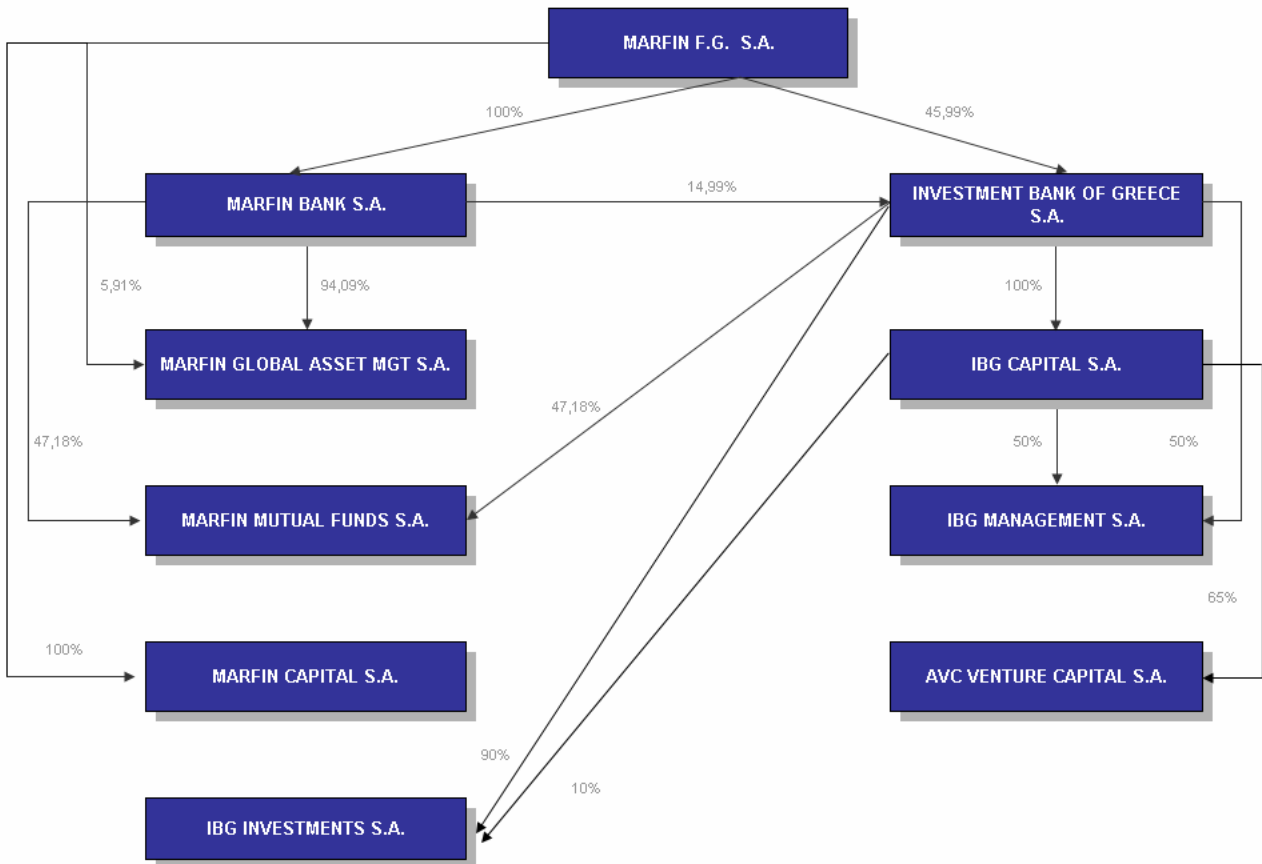 MARFIN F.G. S.A.
100%
45,99%
MARFIN BANK S.A.
14,99%
INVESTMENT BANK OF GREECE
S.A.
5,91%
94,09%
100%
MARFIN GLOBAL ASSET MGT S.A.
IBG CAPITAL S.A.
47,18%
47,18%
50%
50%
MARFIN MUTUAL FUNDS S.A.
IBG MANAGEMENT S.A.
65%
100%
MARFIN CAPITAL S.A.
AVC VENTURE CAPITAL S.A.
90%
10%
IBG INVESTMENTS S.A.